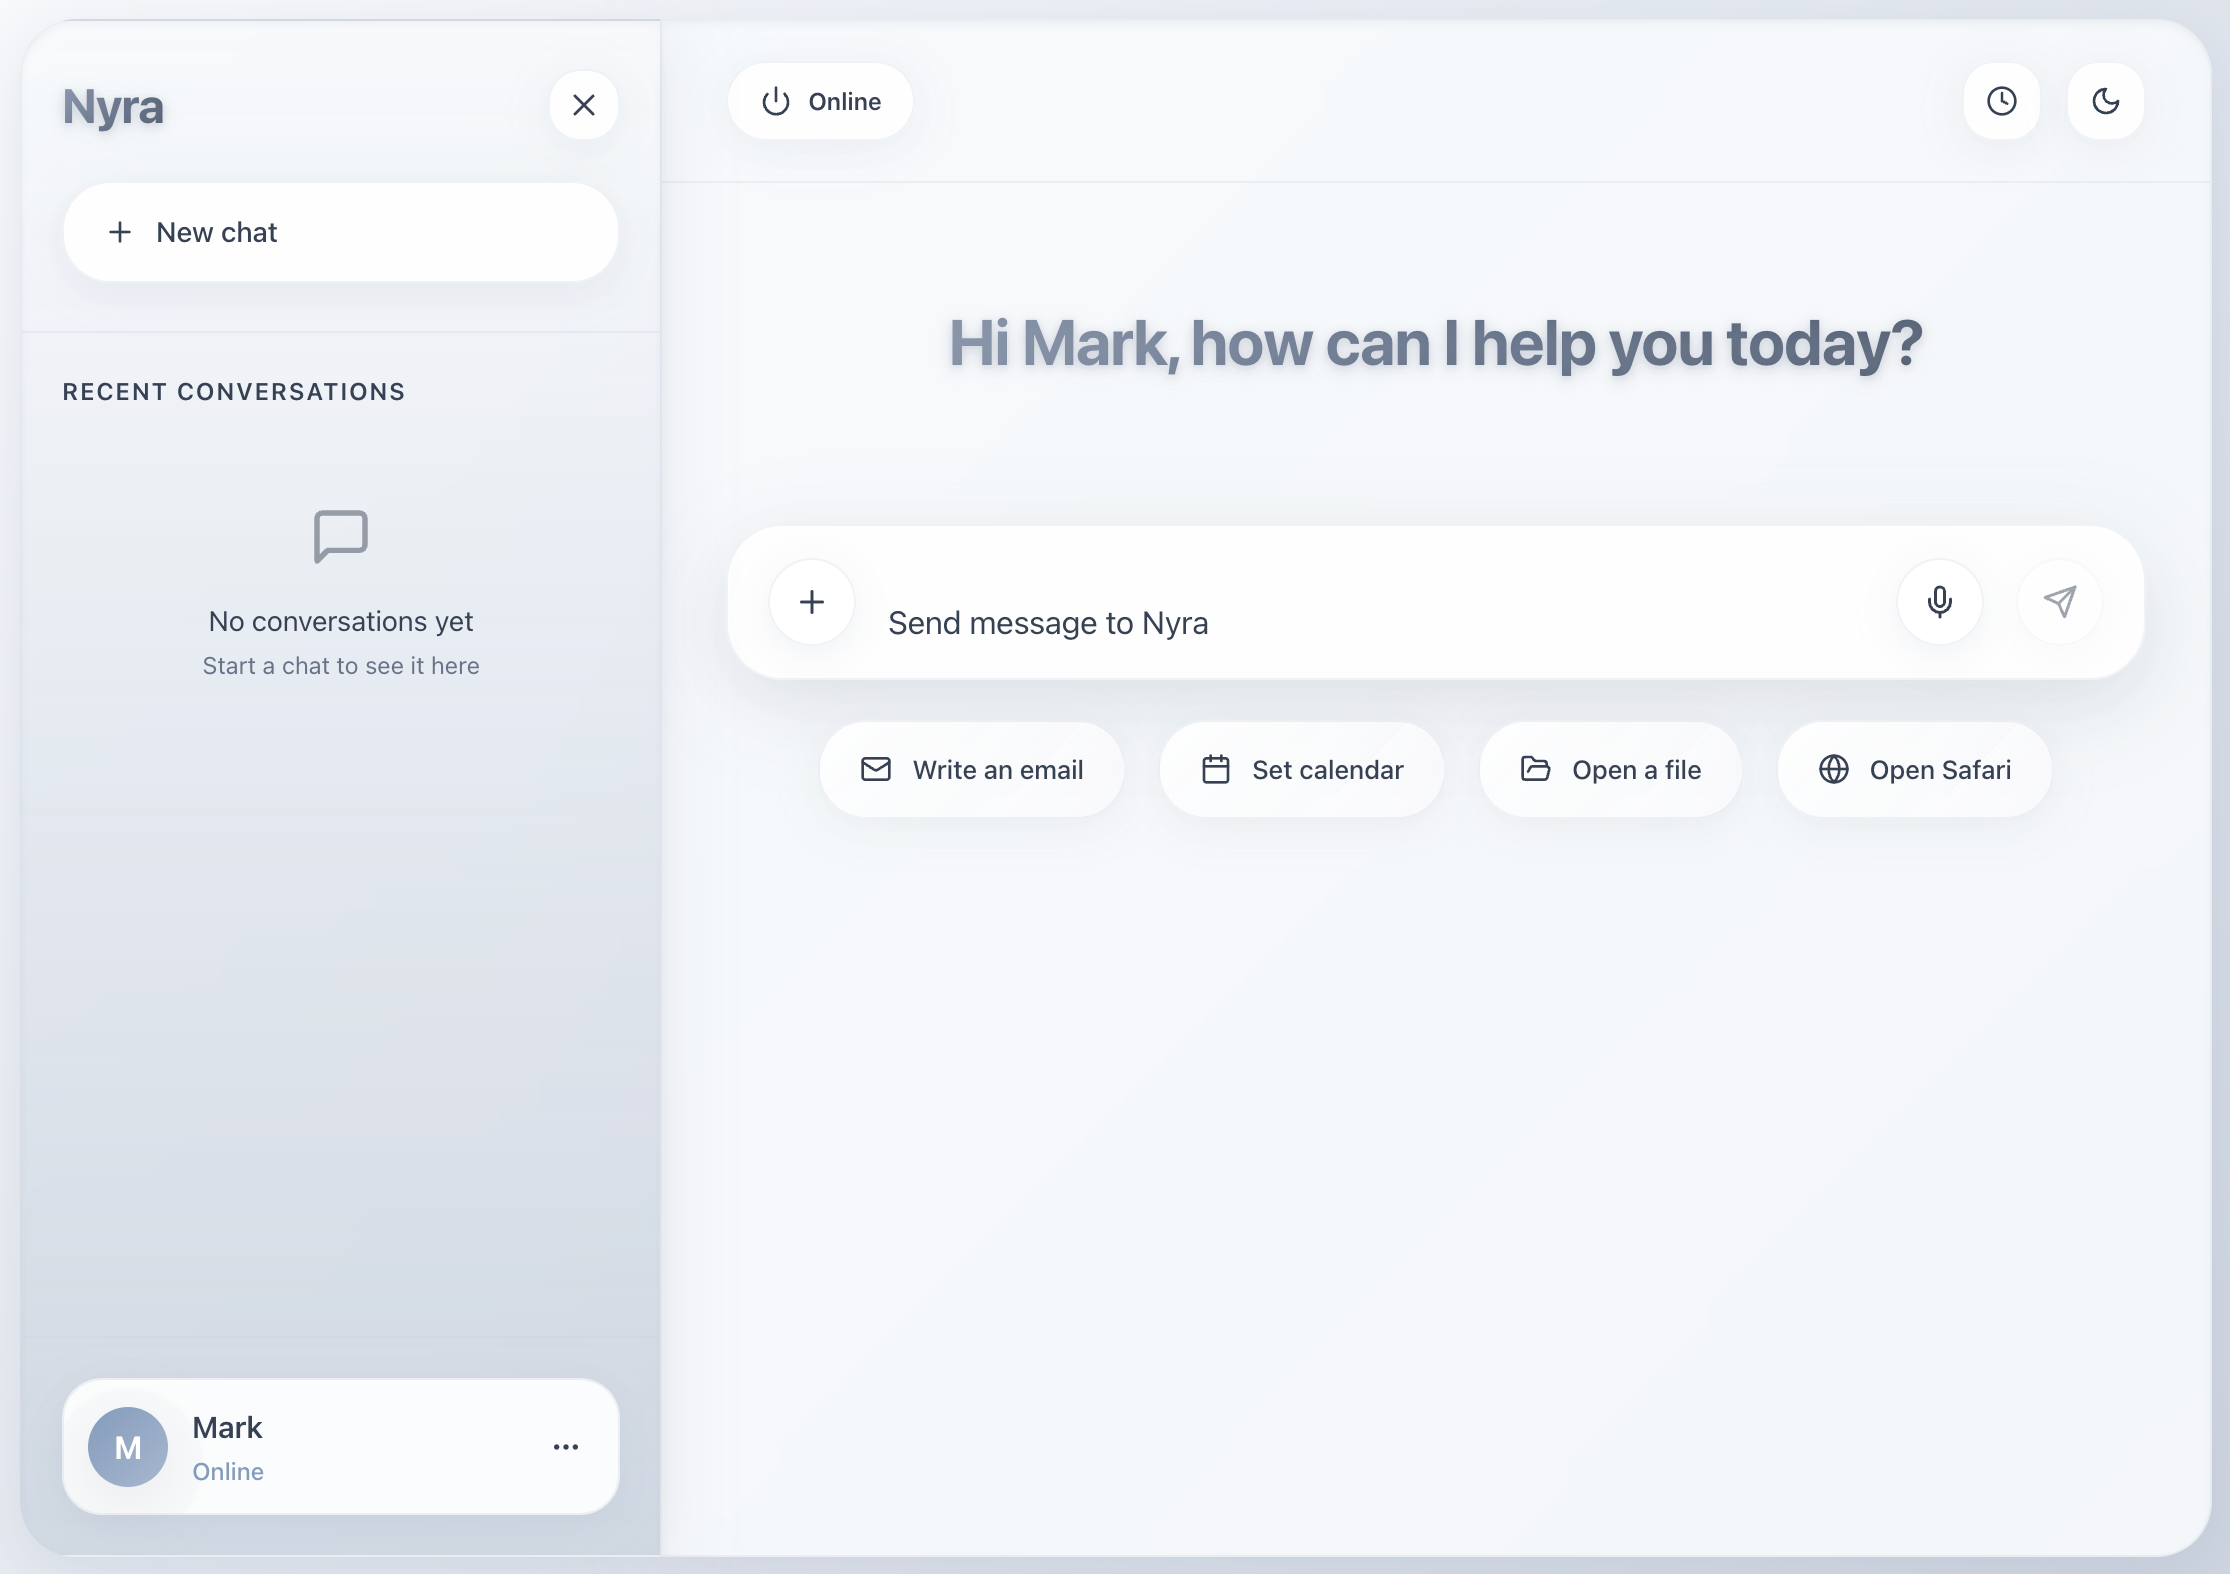 Nyra
New chat
RECENT CONVERSATIONS
No conversations yet
Start a chat to see it here
M
Mark
Online
Online
Hi Mark, how can I help you today?
Send message to Nyra
Write an email
Set calendar
Open a file
Open Safari